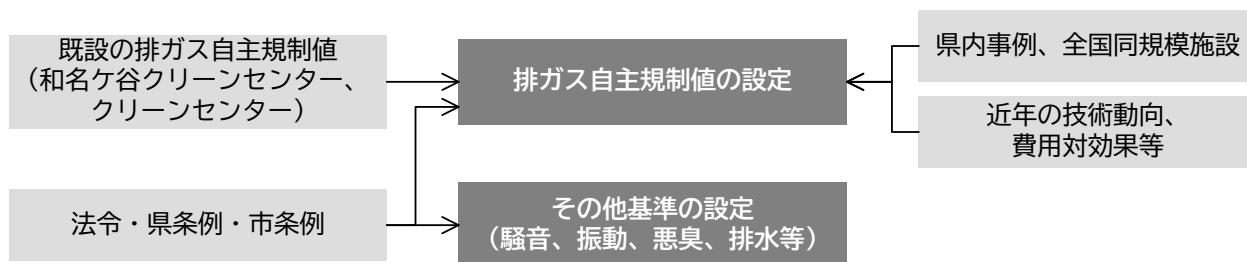 既設の排ガス自主規制値
（和名ケ谷クリーンセンター、
クリーンセンター）
排ガス自主規制値の設定
県内事例、全国同規模施設
近年の技術動向、
費用対効果等
法令・県条例・市条例
その他基準の設定
（騒音、振動、悪臭、排水等）